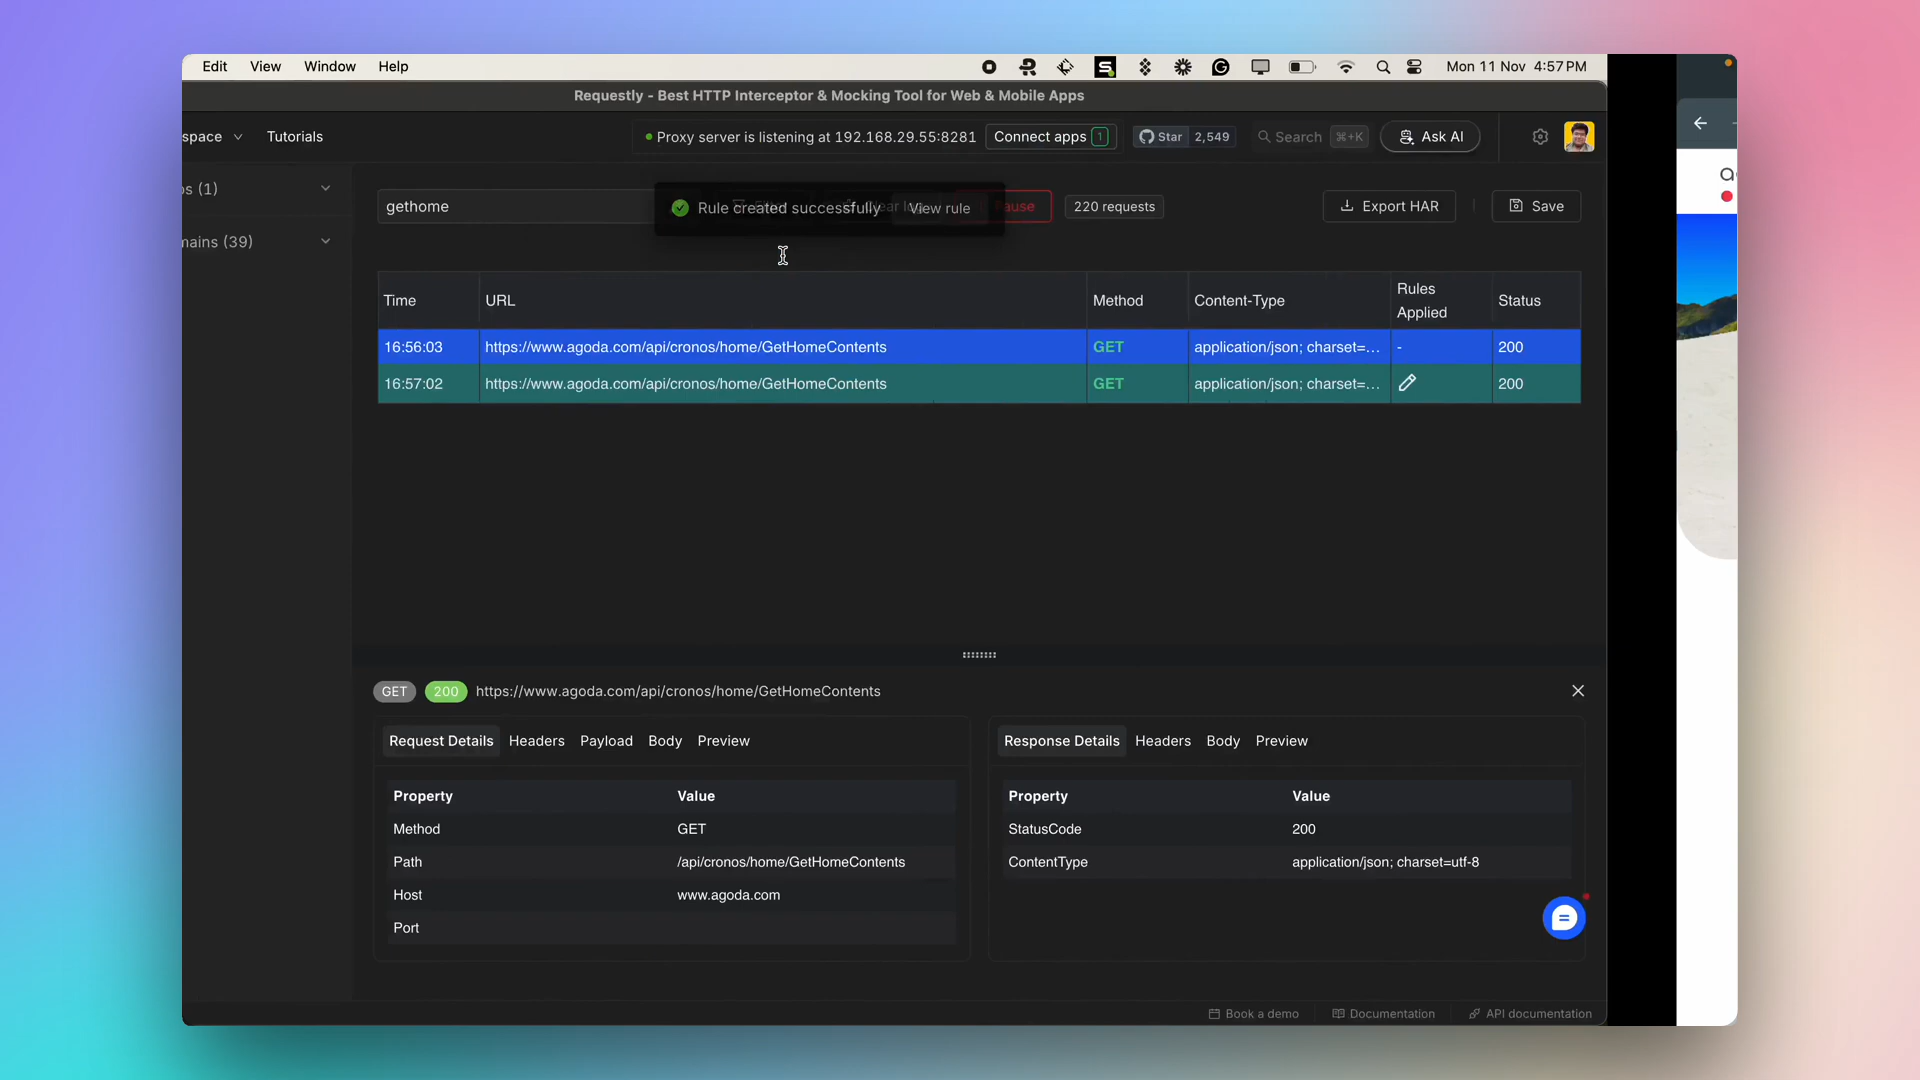 Edit View Window Help Mon 11 Nov 4:57 PM
Requestly - Best HTTP Interceptor & Mocking Tool for Web & Mobile Apps
space Tutorials Proxy server is listening at 192.168.29.55:8281 Connect apps 1 Star 2,549 Search ⌘+K Ask AI
s (1)
gethome Rule created successfully View rule Pause 220 requests Export HAR Save
mains (39)
Time URL Method Content-Type Rules Applied Status
16:56:03 https://www.agoda.com/api/cronos/home/GetHomeContents GET application/json; charset=... - 200
16:57:02 https://www.agoda.com/api/cronos/home/GetHomeContents GET application/json; charset=... 200
GET 200 https://www.agoda.com/api/cronos/home/GetHomeContents
Request Details Headers Payload Body Preview
Property Value
Method GET
Path /api/cronos/home/GetHomeContents
Host www.agoda.com
Port
Response Details Headers Body Preview
Property Value
StatusCode 200
ContentType application/json; charset=utf-8
Book a demo Documentation API documentation